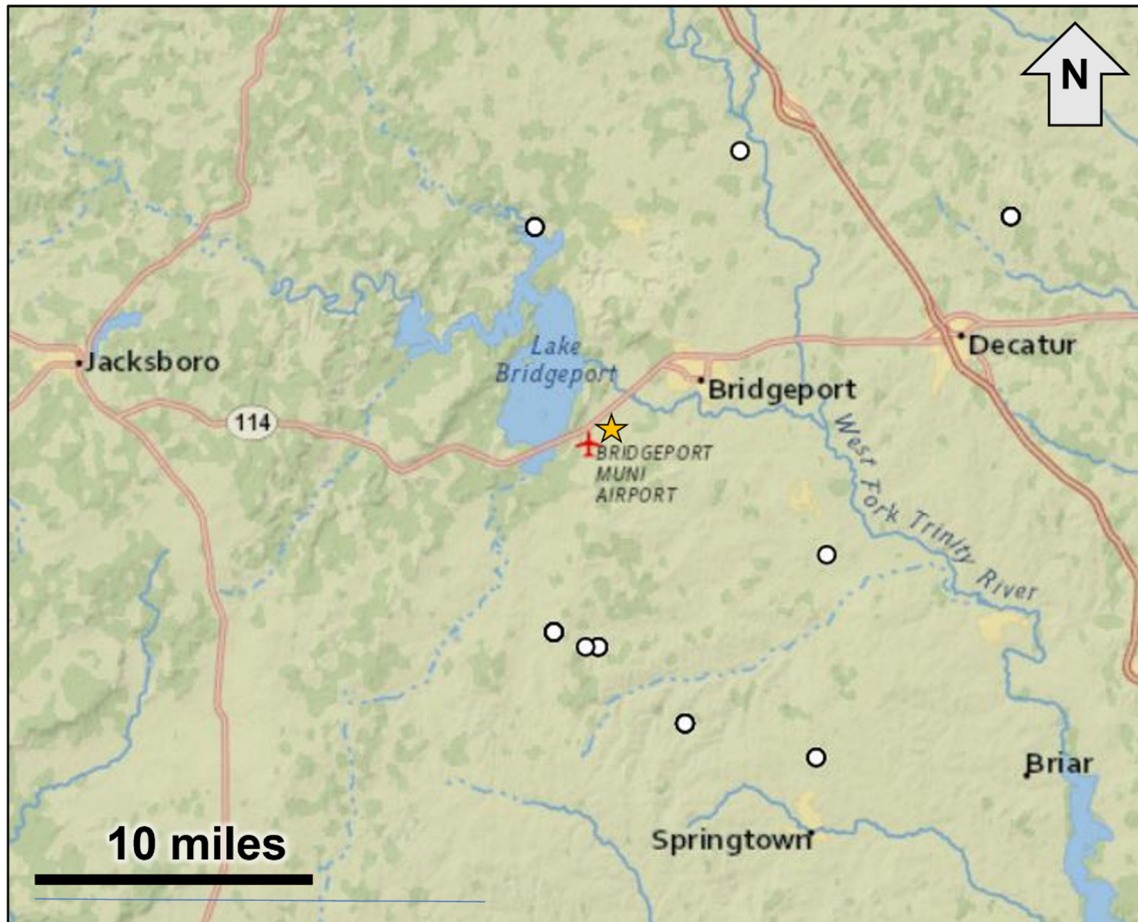 N
Lake
Bridgeport
Decatur
Jacksboro
Bridgeport
114
BRIDGEPORT
MUNI
AIRPORT
West Fork Trinity River
Briar
10 miles
Springtown